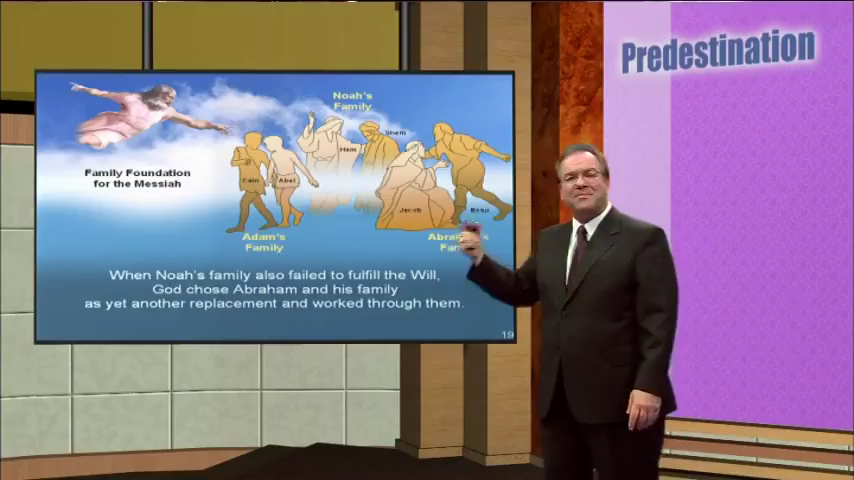 Predestination
Noah's
Family
Shem
Ham
Family Foundation
for the Messiah
Cain
Abel
Jacob
Esau
Adam's
Family
When Noah's family also failed to fulfill the Will,
God chose Abraham and his family
as yet another replacement and worked through them.
19